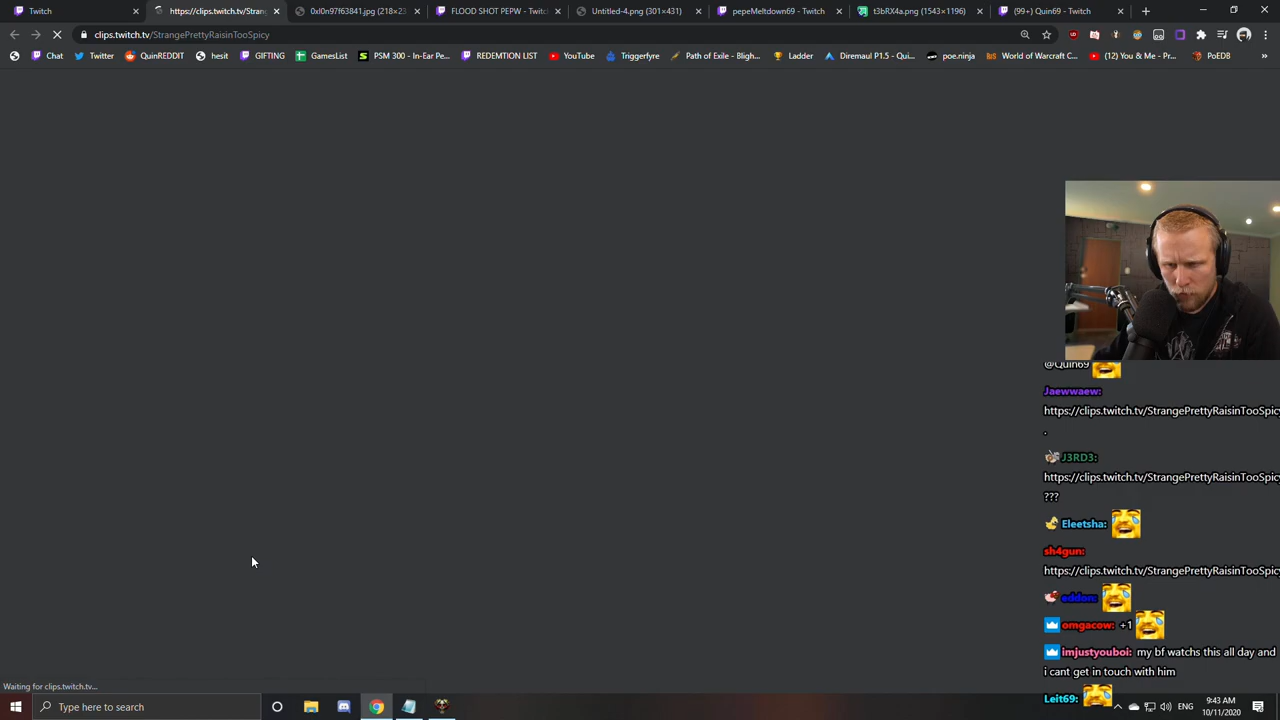 Twitch
https://clips.twitch.tv/Stran
0xl0n97f63841.jpg (218×23
FLOOD SHOT PEPW - Twitc
Untitled-4.png (301×431)
pepeMeltdown69 - Twitch
t3bRX4a.png (1543×1196)
(99+) Quin69 - Twitch
clips.twitch.tv/StrangePrettyRaisinTooSpicy
Chat
Twitter
QuinREDDIT
hesit
GIFTING
GamesList
PSM 300 - In-Ear Pe...
REDEMTION LIST
YouTube
Triggerfyre
Path of Exile - Bligh...
Ladder
Diremaul P1.5 - Qui...
poe.ninja
World of Warcraft C...
(12) You & Me - Pr...
PoEDB
»
@Quin69
Jaewwaew:
https://clips.twitch.tv/StrangePrettyRaisinTooSpicy
.
J3RD3:
https://clips.twitch.tv/StrangePrettyRaisinTooSpicy
???
Eleetsha:
sh4gun:
https://clips.twitch.tv/StrangePrettyRaisinTooSpicy
eddon:
omgacow: +1
imjustyouboi: my bf watchs this all day and
i cant get in touch with him
Leit69:
Waiting for clips.twitch.tv...
Type here to search
ENG
9:43 AM
10/11/2020